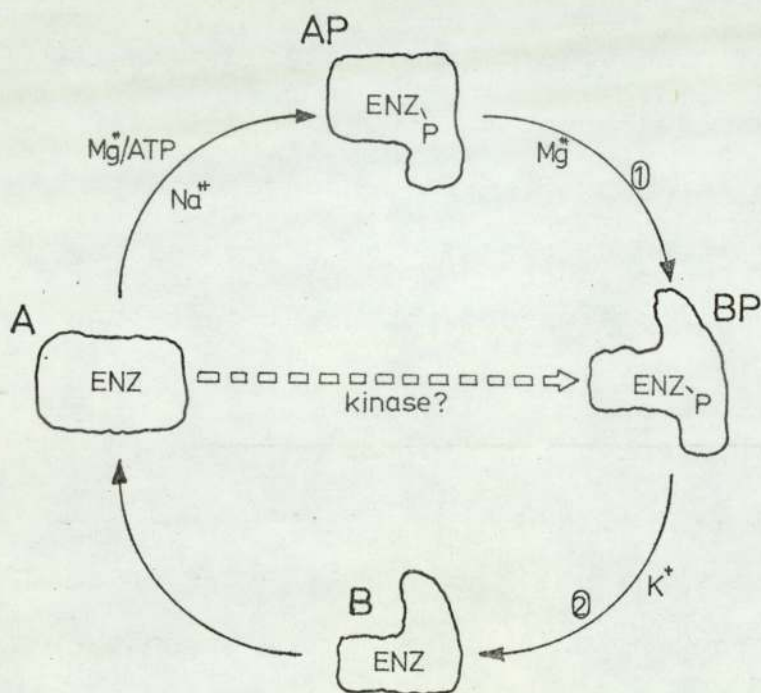 AP
ENZ
P
Mg⁺⁺/ATP
Na⁺⁺
Mg⁺⁺
1
A
ENZ
BP
ENZ
P
kinase?
B
ENZ
2
K⁺